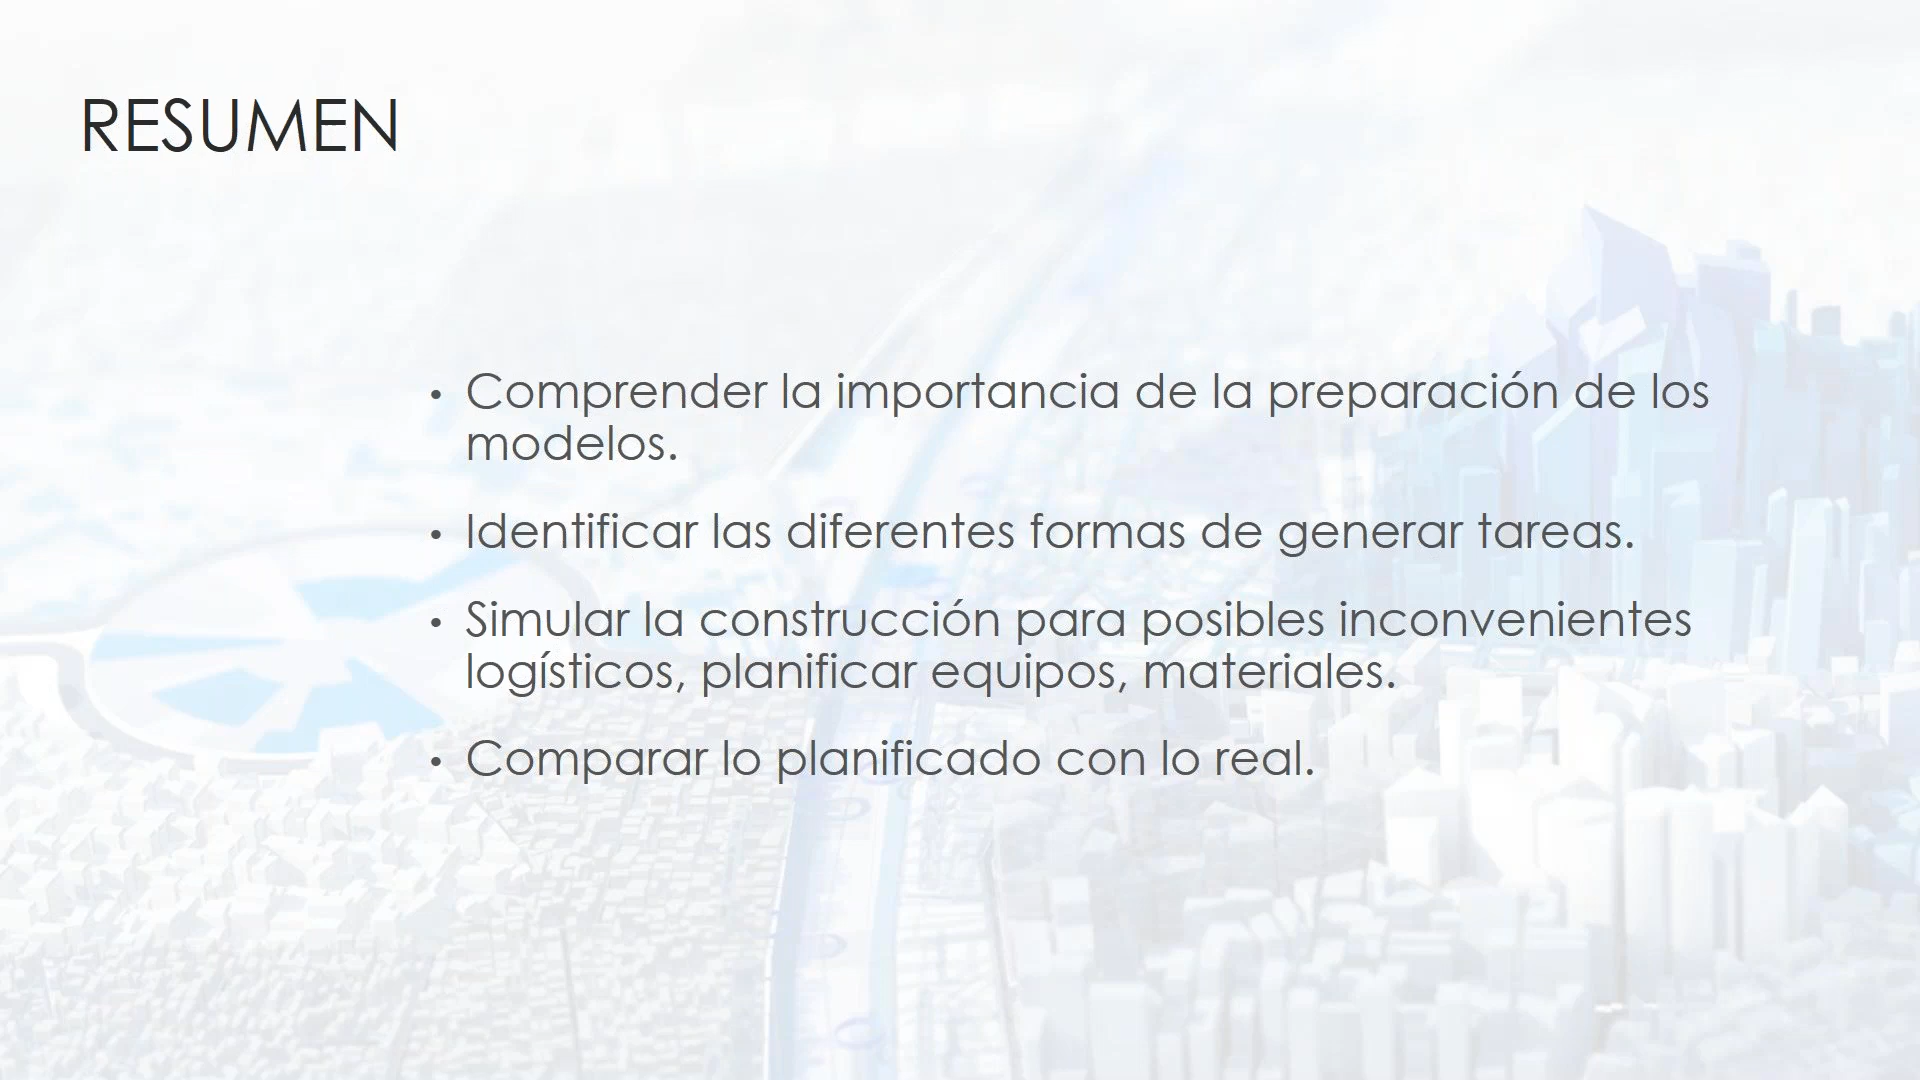 RESUMEN
• Comprender la importancia de la preparación de los
modelos.
• Identificar las diferentes formas de generar tareas.
• Simular la construcción para posibles inconvenientes
logísticos, planificar equipos, materiales.
• Comparar lo planificado con lo real.